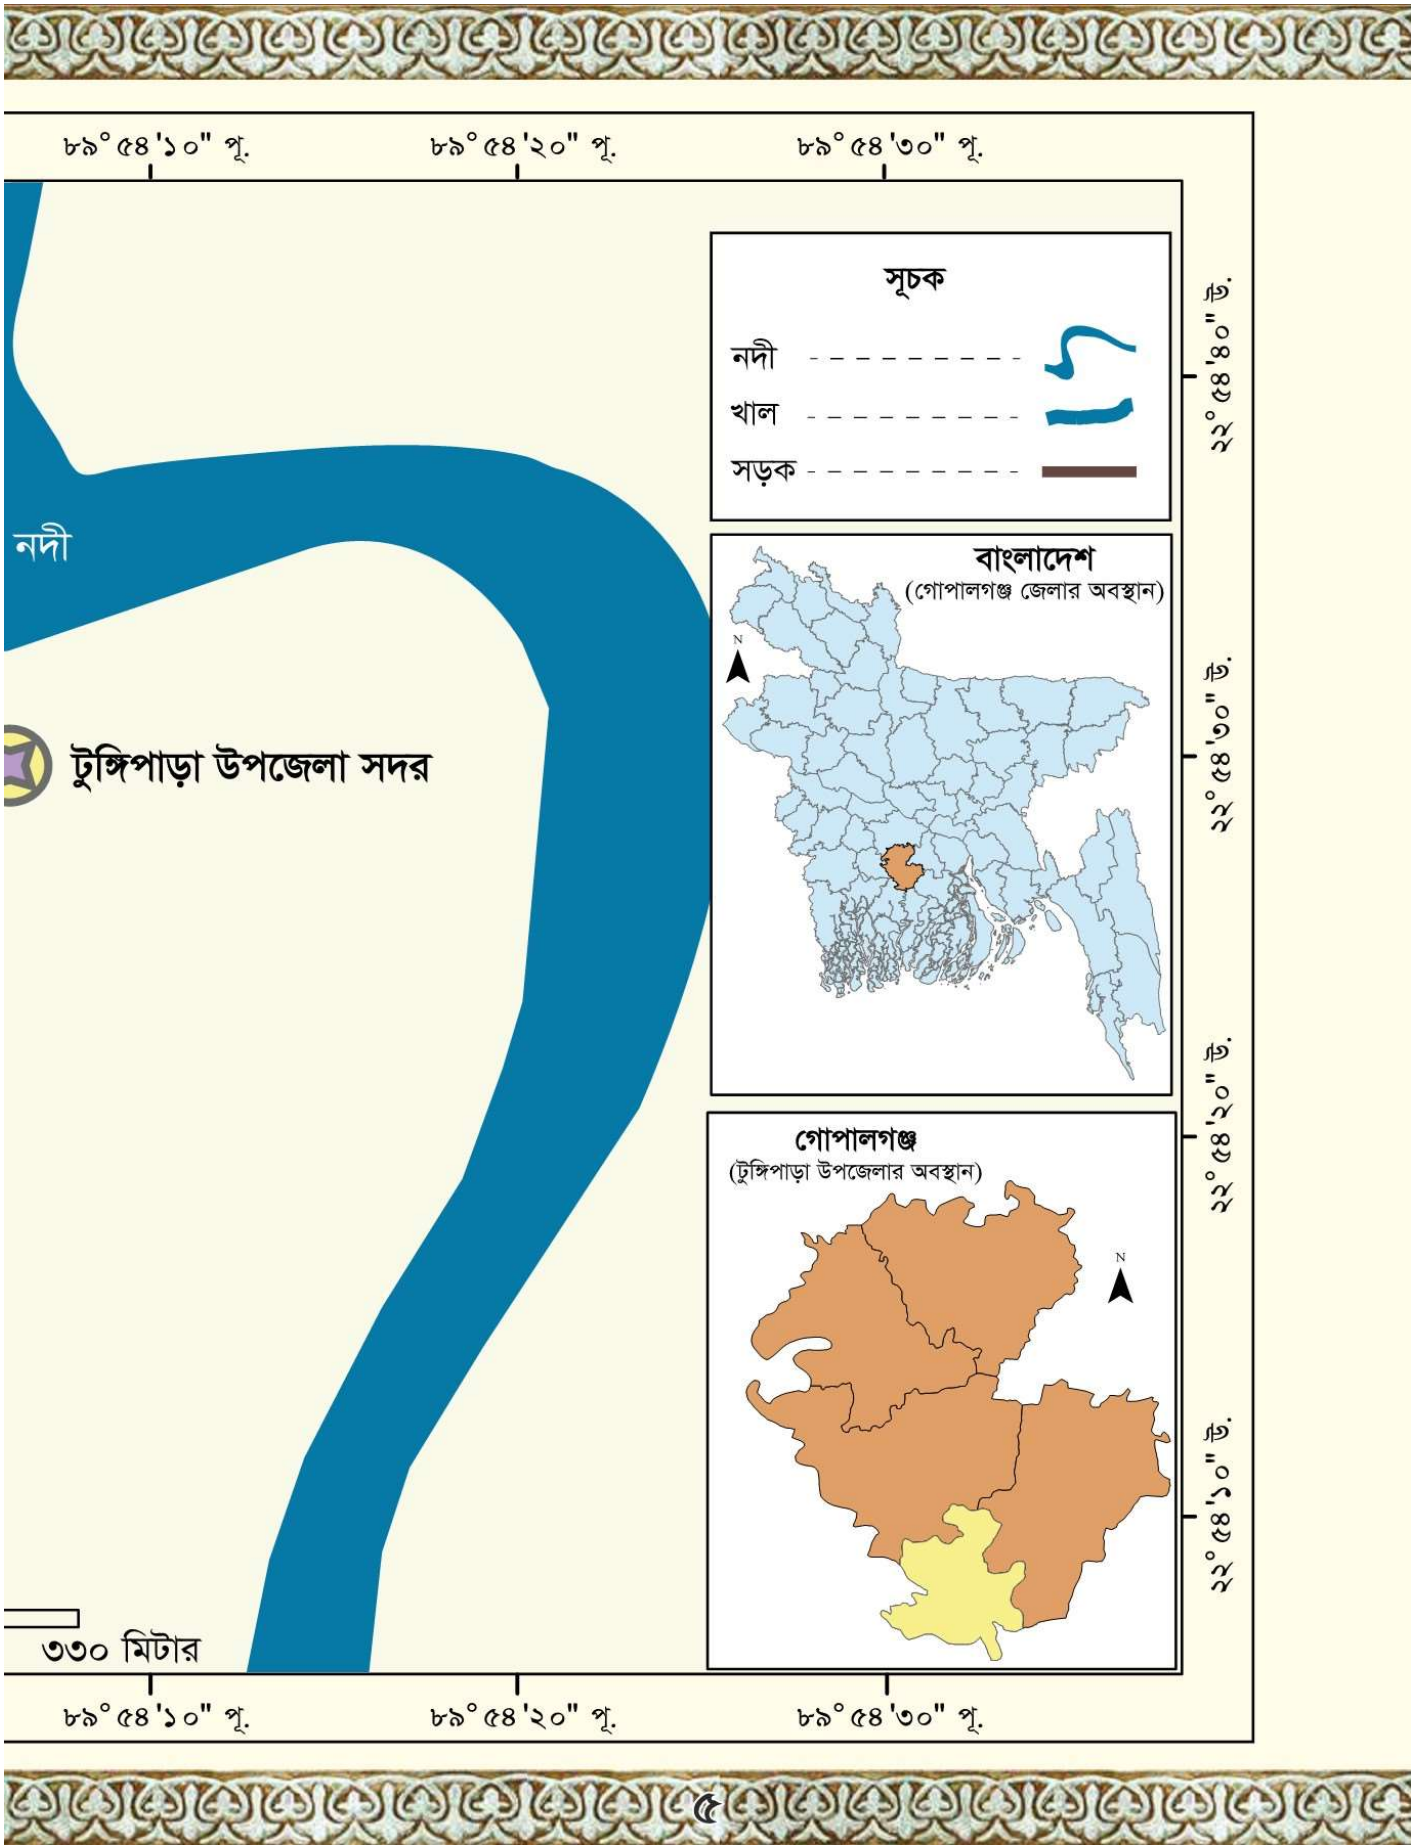 ৮৯° ৫৪'১০" পূ.
৮৯° ৫৪'২০" পূ.
৮৯° ৫৪'৩০" পূ.
সূচক
নদী
খাল
সড়ক
২২° ৫৪'৪০" উ.
নদী
বাংলাদেশ
(গোপালগঞ্জ জেলার অবস্থান)
N
২২° ৫৪'৩০" উ.
টুঙ্গিপাড়া উপজেলা সদর
২২° ৫৪'২০" উ.
গোপালগঞ্জ
(টুঙ্গিপাড়া উপজেলার অবস্থান)
N
২২° ৫৪'১০" উ.
৩৩০ মিটার
৮৯° ৫৪'১০" পূ.
৮৯° ৫৪'২০" পূ.
৮৯° ৫৪'৩০" পূ.
৫